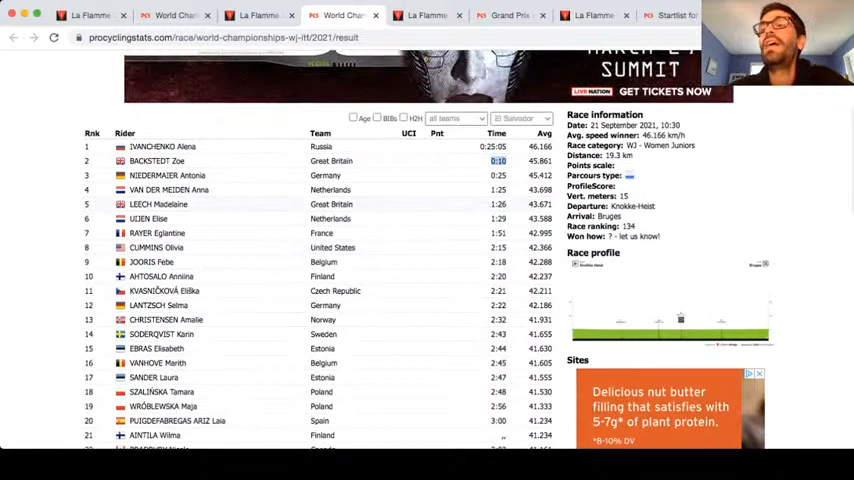 La Flamme
World Cham
La Flamme
World Cham
La Flamme
Grand Prix
La Flamme
Startlist for
procyclingstats.com/race/world-championships-wj-itt/2021/result
SUMMIT
LIVE NATION GET TICKETS NOW
Age BIBs H2H all teams Salvador
Rnk Rider Team UCI Pnt Time Avg
1 IVANCHENKO Alena Russia 0:25:05 46.166
2 BACKSTEDT Zoe Great Britain 0:10 45.861
3 NIEDERMAIER Antonia Germany 0:25 45.412
4 VAN DER MEIDEN Anna Netherlands 1:25 43.698
5 LEECH Madelaine Great Britain 1:26 43.671
6 UIJEN Elise Netherlands 1:29 43.588
7 RAYER Eglantine France 1:51 42.995
8 CUMMINS Olivia United States 2:15 42.366
9 JOORIS Febe Belgium 2:18 42.288
10 AHTOSALO Anniina Finland 2:20 42.237
11 KVASNIČKOVÁ Eliška Czech Republic 2:21 42.211
12 LANTZSCH Selma Germany 2:22 42.186
13 CHRISTENSEN Amalie Norway 2:32 41.931
14 SODERQVIST Karin Sweden 2:43 41.655
15 EBRAS Elisabeth Estonia 2:44 41.630
16 VANHOVE Marith Belgium 2:45 41.605
17 SANDER Laura Estonia 2:47 41.555
18 SZALIŃSKA Tamara Poland 2:48 41.530
19 WRÓBLEWSKA Maja Poland 2:56 41.333
20 PUIGDEFABREGAS ARIZ Laia Spain 3:00 41.234
21 AINTILA Wilma Finland ,, 41.234
Race information
Date: 21 September 2021, 10:30
Avg. speed winner: 46.166 km/h
Race category: WJ - Women Juniors
Distance: 19.3 km
Points scale:
Parcours type:
ProfileScore:
Vert. meters: 15
Departure: Knokke-Heist
Arrival: Bruges
Race ranking: 134
Won how: ? - let us know!
Race profile
Knokke-Heist
Bruges
Sites
Delicious nut butter
filling that satisfies with
5-7g* of plant protein.
*8-10% DV